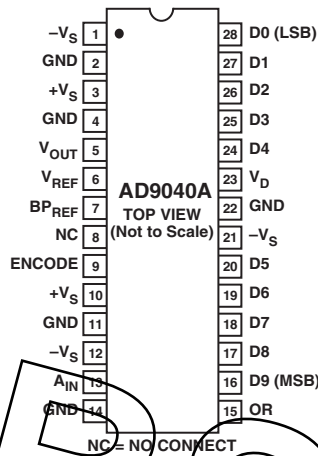 –VS 1 28 D0 (LSB)
GND 2 27 D1
+VS 3 26 D2
GND 4 25 D3
VOUT 5 24 D4
VREF 6 23 VD
BPREF 7 22 GND
NC 8 21 –VS
ENCODE 9 20 D5
+VS 10 19 D6
GND 11 18 D7
–VS 12 17 D8
AIN 13 16 D9 (MSB)
GND 14 15 OR
AD9040A
TOP VIEW
(Not to Scale)
NC = NO CONNECT